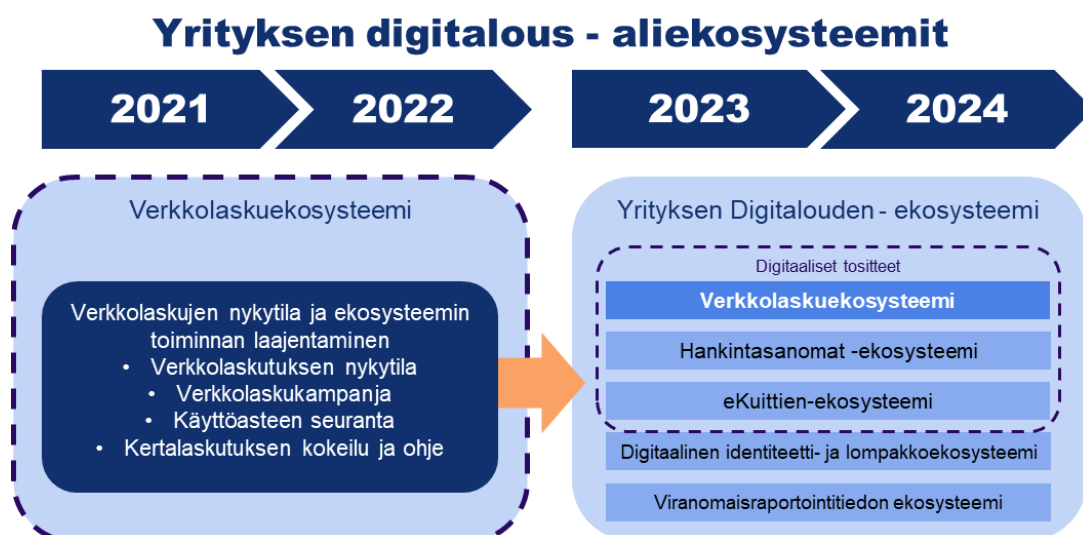 Yrityksen digitalous - aliekosysteemit
2021
2022
2023
2024
Verkkolaskuekosysteemi
Verkkolaskujen nykytila ja ekosysteemin
toiminnan laajentaminen
• Verkkolaskutuksen nykytila
• Verkkolaskukampanja
• Käyttöasteen seuranta
• Kertalaskutuksen kokeilu ja ohje
Yrityksen Digitalouden - ekosysteemi
Digitaaliset tositteet
Verkkolaskuekosysteemi
Hankintasanomat -ekosysteemi
eKuittien-ekosysteemi
Digitaalinen identiteetti- ja lompakkoekosysteemi
Viranomaisraportointitiedon ekosysteemi